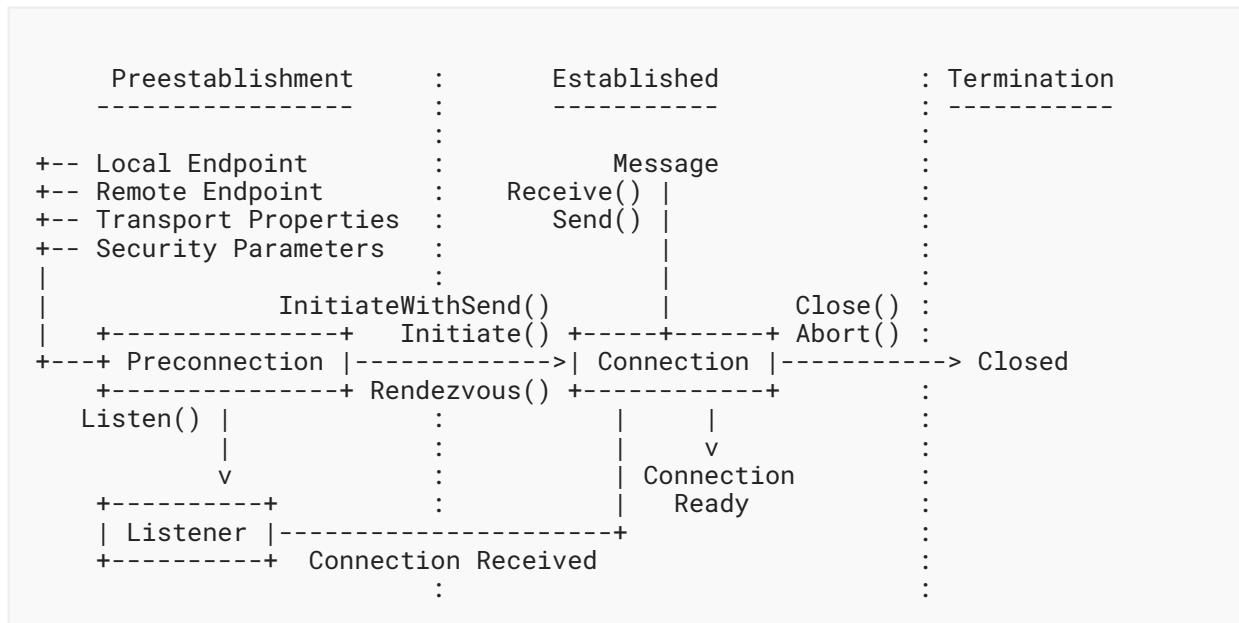 Preestablishment : Established : Termination
----------------- : ----------- : -----------
: :
+-- Local Endpoint : Message :
+-- Remote Endpoint : Receive() | :
+-- Transport Properties : Send() | :
+-- Security Parameters : | :
| : | :
| InitiateWithSend() | Close() :
| +---------------+ Initiate() +-----+------+ Abort() :
+---+ Preconnection |------------->| Connection |-----------> Closed
+---------------+ Rendezvous() +------------+ :
Listen() | : | | :
| : | v :
v : | Connection :
+----------+ : | Ready :
| Listener |----------------------+ :
+----------+ Connection Received :
: :